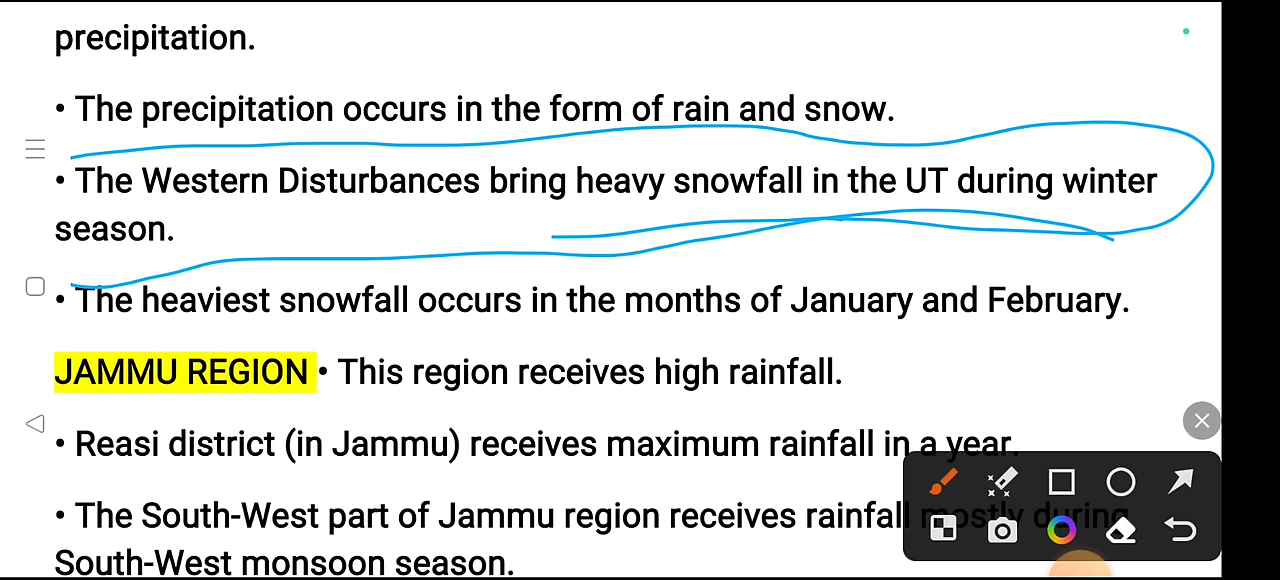 precipitation.
• The precipitation occurs in the form of rain and snow.
• The Western Disturbances bring heavy snowfall in the UT during winter
season.
• The heaviest snowfall occurs in the months of January and February.
JAMMU REGION • This region receives high rainfall.
• Reasi district (in Jammu) receives maximum rainfall in a year.
• The South-West part of Jammu region receives rainfall mostly during
South-West monsoon season.